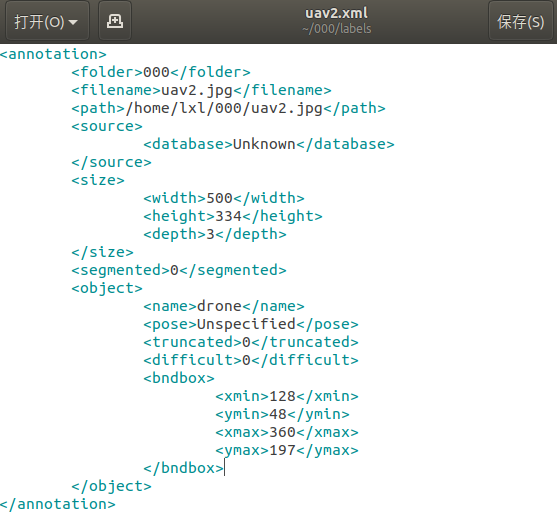 打开(O)
uav2.xml
~/000/labels
保存(S)
<annotation>
	<folder>000</folder>
	<filename>uav2.jpg</filename>
	<path>/home/lxl/000/uav2.jpg</path>
	<source>
		<database>Unknown</database>
	</source>
	<size>
		<width>500</width>
		<height>334</height>
		<depth>3</depth>
	</size>
	<segmented>0</segmented>
	<object>
		<name>drone</name>
		<pose>Unspecified</pose>
		<truncated>0</truncated>
		<difficult>0</difficult>
		<bndbox>
			<xmin>128</xmin>
			<ymin>48</ymin>
			<xmax>360</xmax>
			<ymax>197</ymax>
		</bndbox>
	</object>
</annotation>